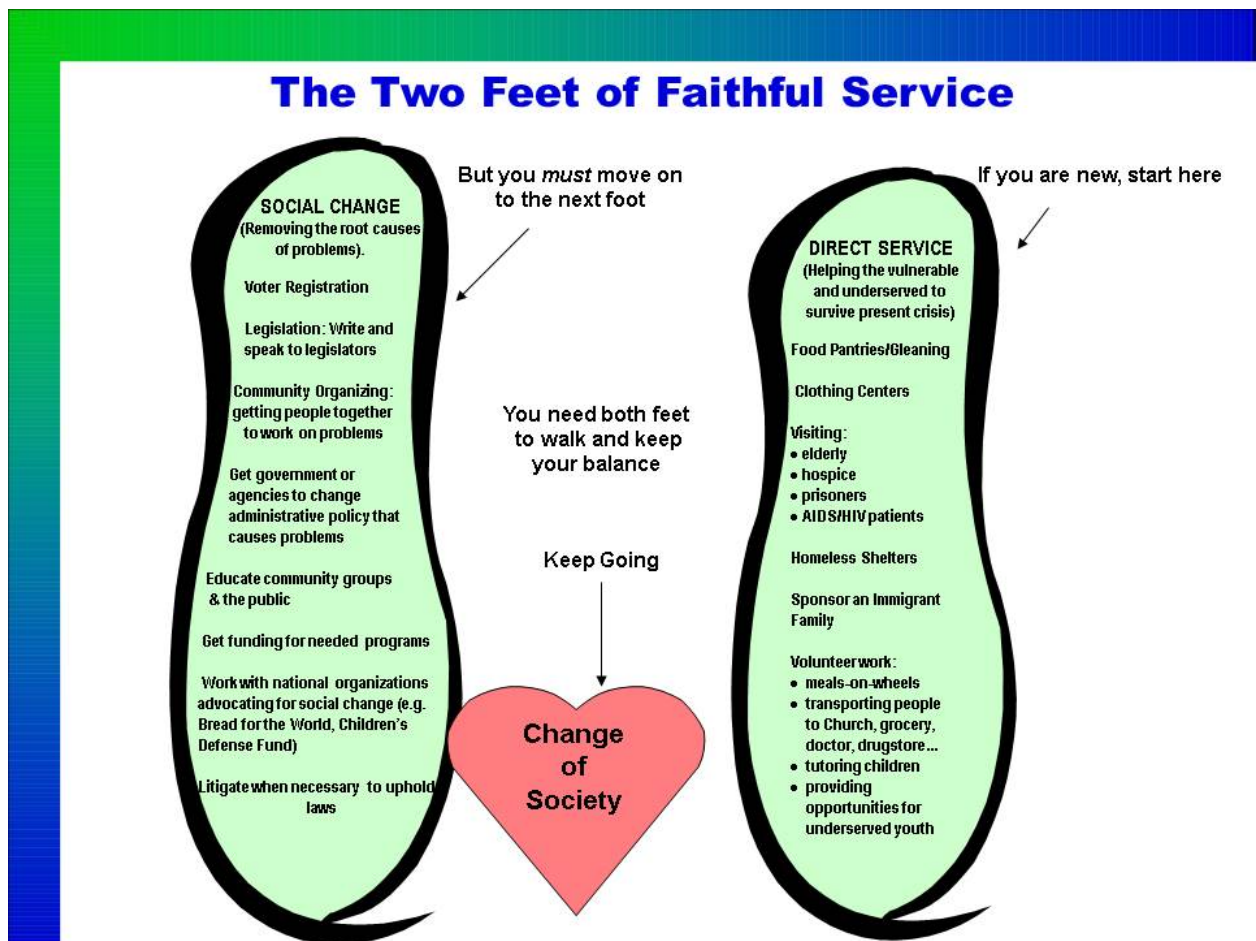 The Two Feet of Faithful Service
SOCIAL CHANGE
(Removing the root causes
of problems).
Voter Registration
Legislation: Write and
speak to legislators
Community Organizing:
getting people together
to work on problems
Get government or
agencies to change
administrative policy that
causes problems
Educate community groups
& the public
Get funding for needed programs
Work with national organizations
advocating for social change (e.g.
Bread for the World, Children's
Defense Fund)
Litigate when necessary to uphold
laws
But you must move on
to the next foot
You need both feet
to walk and keep
your balance
Keep Going
Change
of
Society
If you are new, start here
DIRECT SERVICE
(Helping the vulnerable
and underserved to
survive present crisis)
Food Pantries/Gleaning
Clothing Centers
Visiting:
• elderly
• hospice
• prisoners
• AIDS/HIV patients
Homeless Shelters
Sponsor an Immigrant
Family
Volunteer work:
• meals-on-wheels
• transporting people
to Church, grocery,
doctor, drugstore...
• tutoring children
• providing
opportunities for
underserved youth